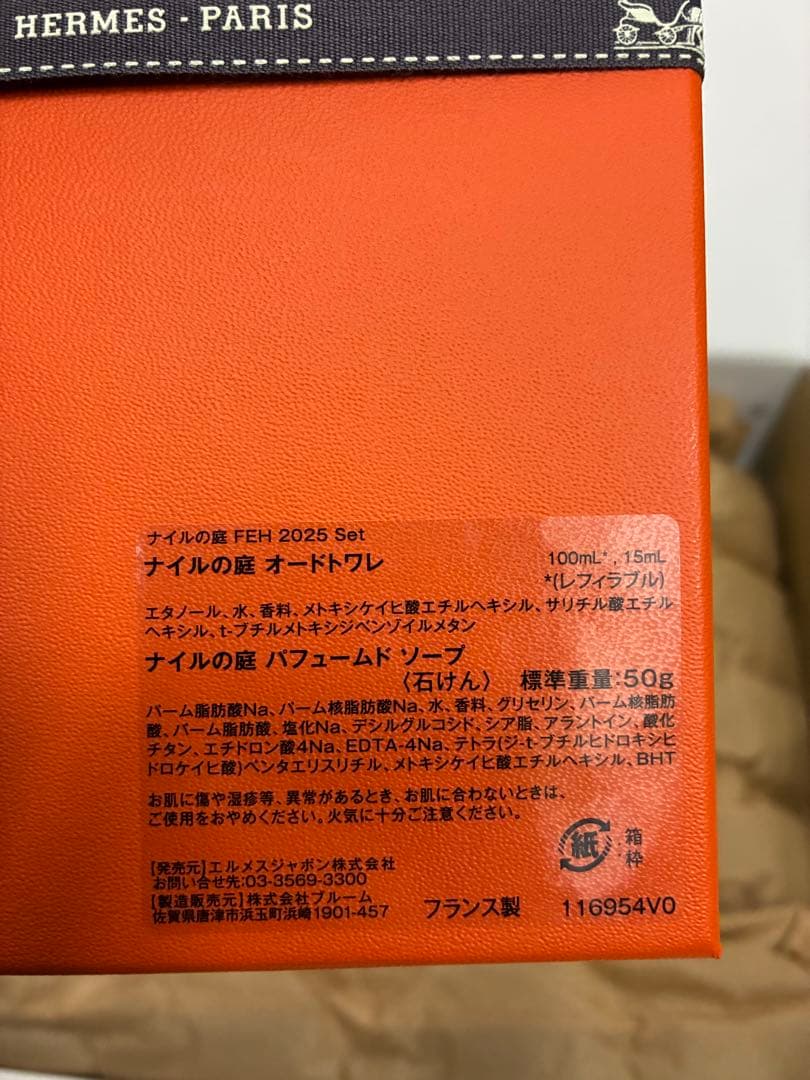 HERMES - PARIS
ナイルの庭 FEH 2025 Set
ナイルの庭 オードトワレ 100mL* , 15mL
*(レフィラブル)
エタノール、水、香料、メトキシケイヒ酸エチルヘキシル、サリチル酸エチル
ヘキシル、t-ブチルメトキシジベンゾイルメタン
ナイルの庭 パフュームド ソープ
〈石けん〉 標準重量:50g
パーム脂肪酸Na、パーム核脂肪酸Na、水、香料、グリセリン、パーム核脂肪
酸、パーム脂肪酸、塩化Na、デシルグルコシド、シア脂、アラントイン、酸化
チタン、エチドロン酸4Na、EDTA-4Na、テトラ(ジ-t-ブチルヒドロキシヒ
ドロケイヒ酸)ペンタエリスリチル、メトキシケイヒ酸エチルヘキシル、BHT
お肌に傷や湿疹等、異常があるとき、お肌に合わないときは、
ご使用をおやめください。火気に十分ご注意ください。
紙 箱
枠
[発売元]エルメスジャポン株式会社
お問い合せ先:03-3569-3300
[製造販売元]株式会社ブルーム
佐賀県唐津市浜玉町浜崎1901-457 フランス製 116954V0